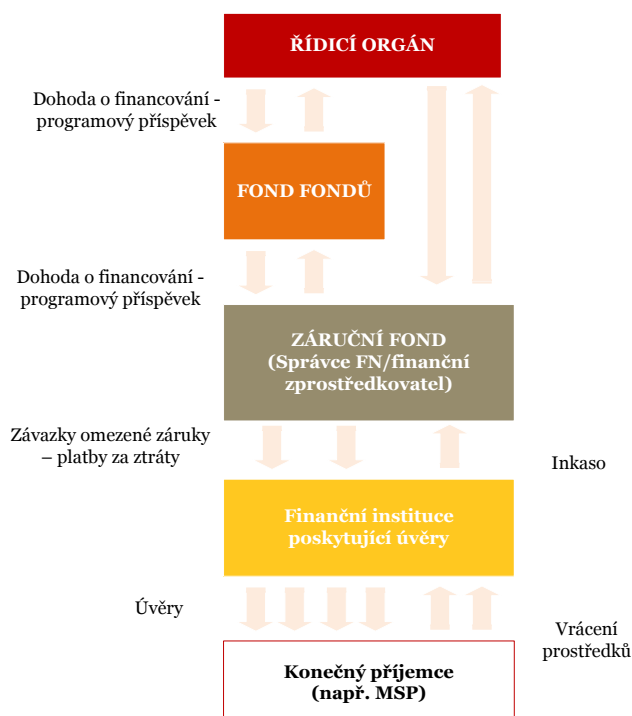 ŘÍDICÍ ORGÁN
Dohoda o financování -
programový příspěvek
FOND FONDŮ
Dohoda o financování -
programový příspěvek
ZÁRUČNÍ FOND
(Správce FN/finanční
zprostředkovatel)
Závazky omezené záruky
– platby za ztráty
Inkaso
Finanční instituce
poskytující úvěry
Úvěry
Vrácení
prostředků
Konečný příjemce
(např. MSP)